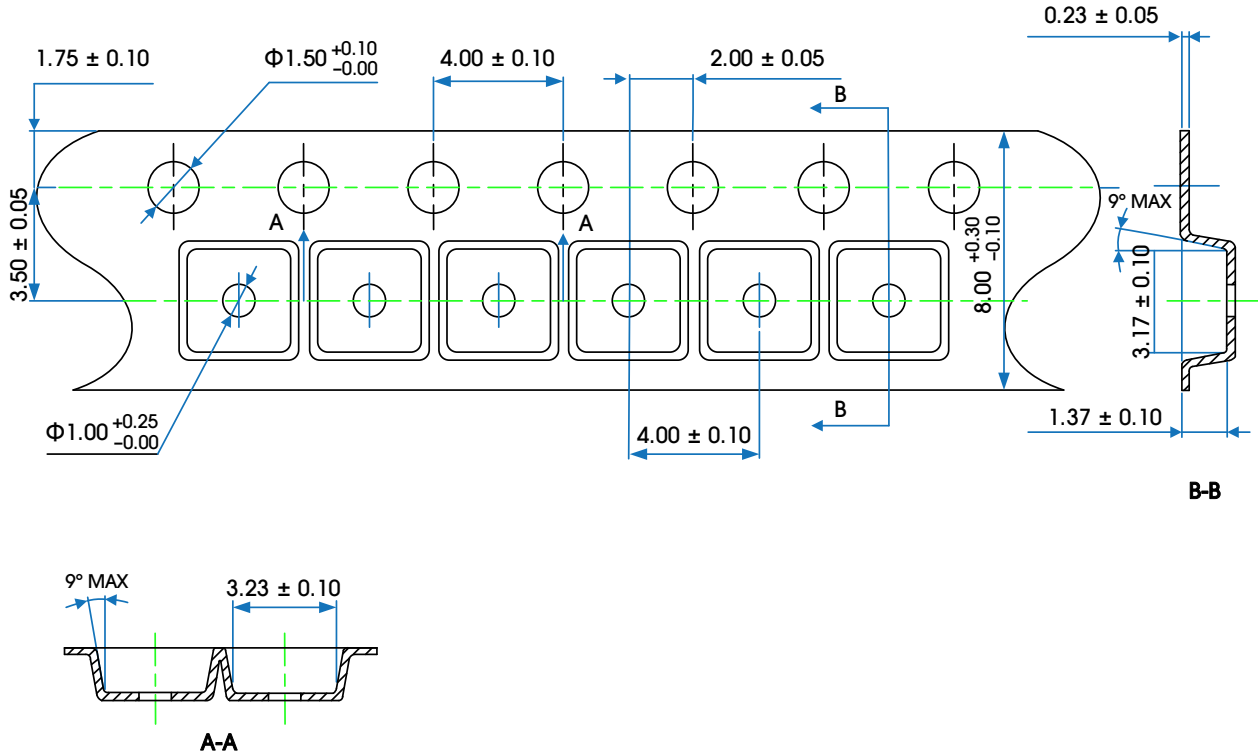 0.23 ± 0.05
1.75 ± 0.10
Φ1.50 +0.10 −0.00
4.00 ± 0.10
2.00 ± 0.05
B
A
A
9° MAX
3.50 ± 0.05
8.00 +0.30 −0.10
3.17 ± 0.10
Φ1.00 +0.25 −0.00
B
4.00 ± 0.10
1.37 ± 0.10
B-B
9° MAX
3.23 ± 0.10
A-A